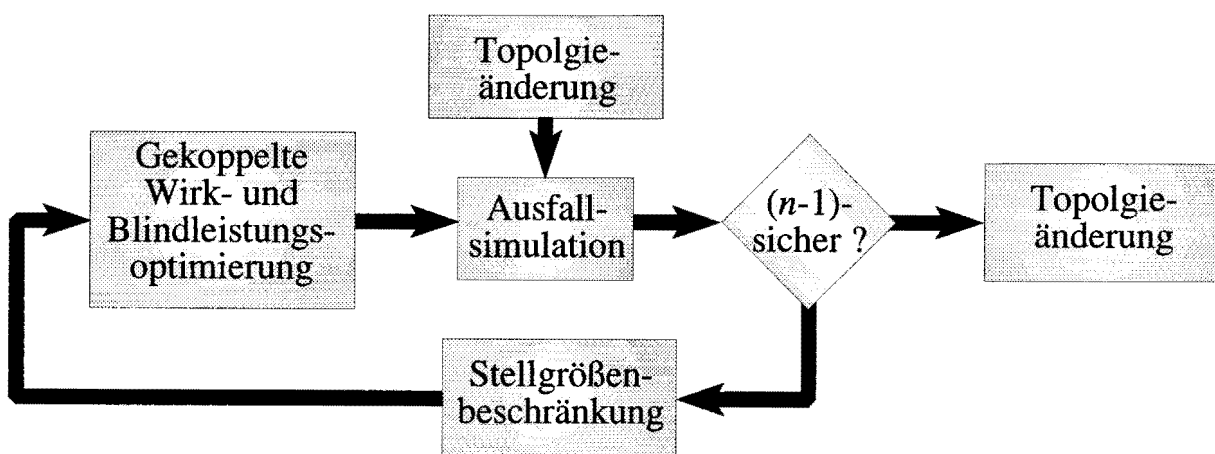 Topolgie-
änderung
Gekoppelte
Wirk- und
Blindleistungs-
optimierung
Ausfall-
simulation
(n-1)-
sicher ?
Topolgie-
änderung
Stellgrößen-
beschränkung